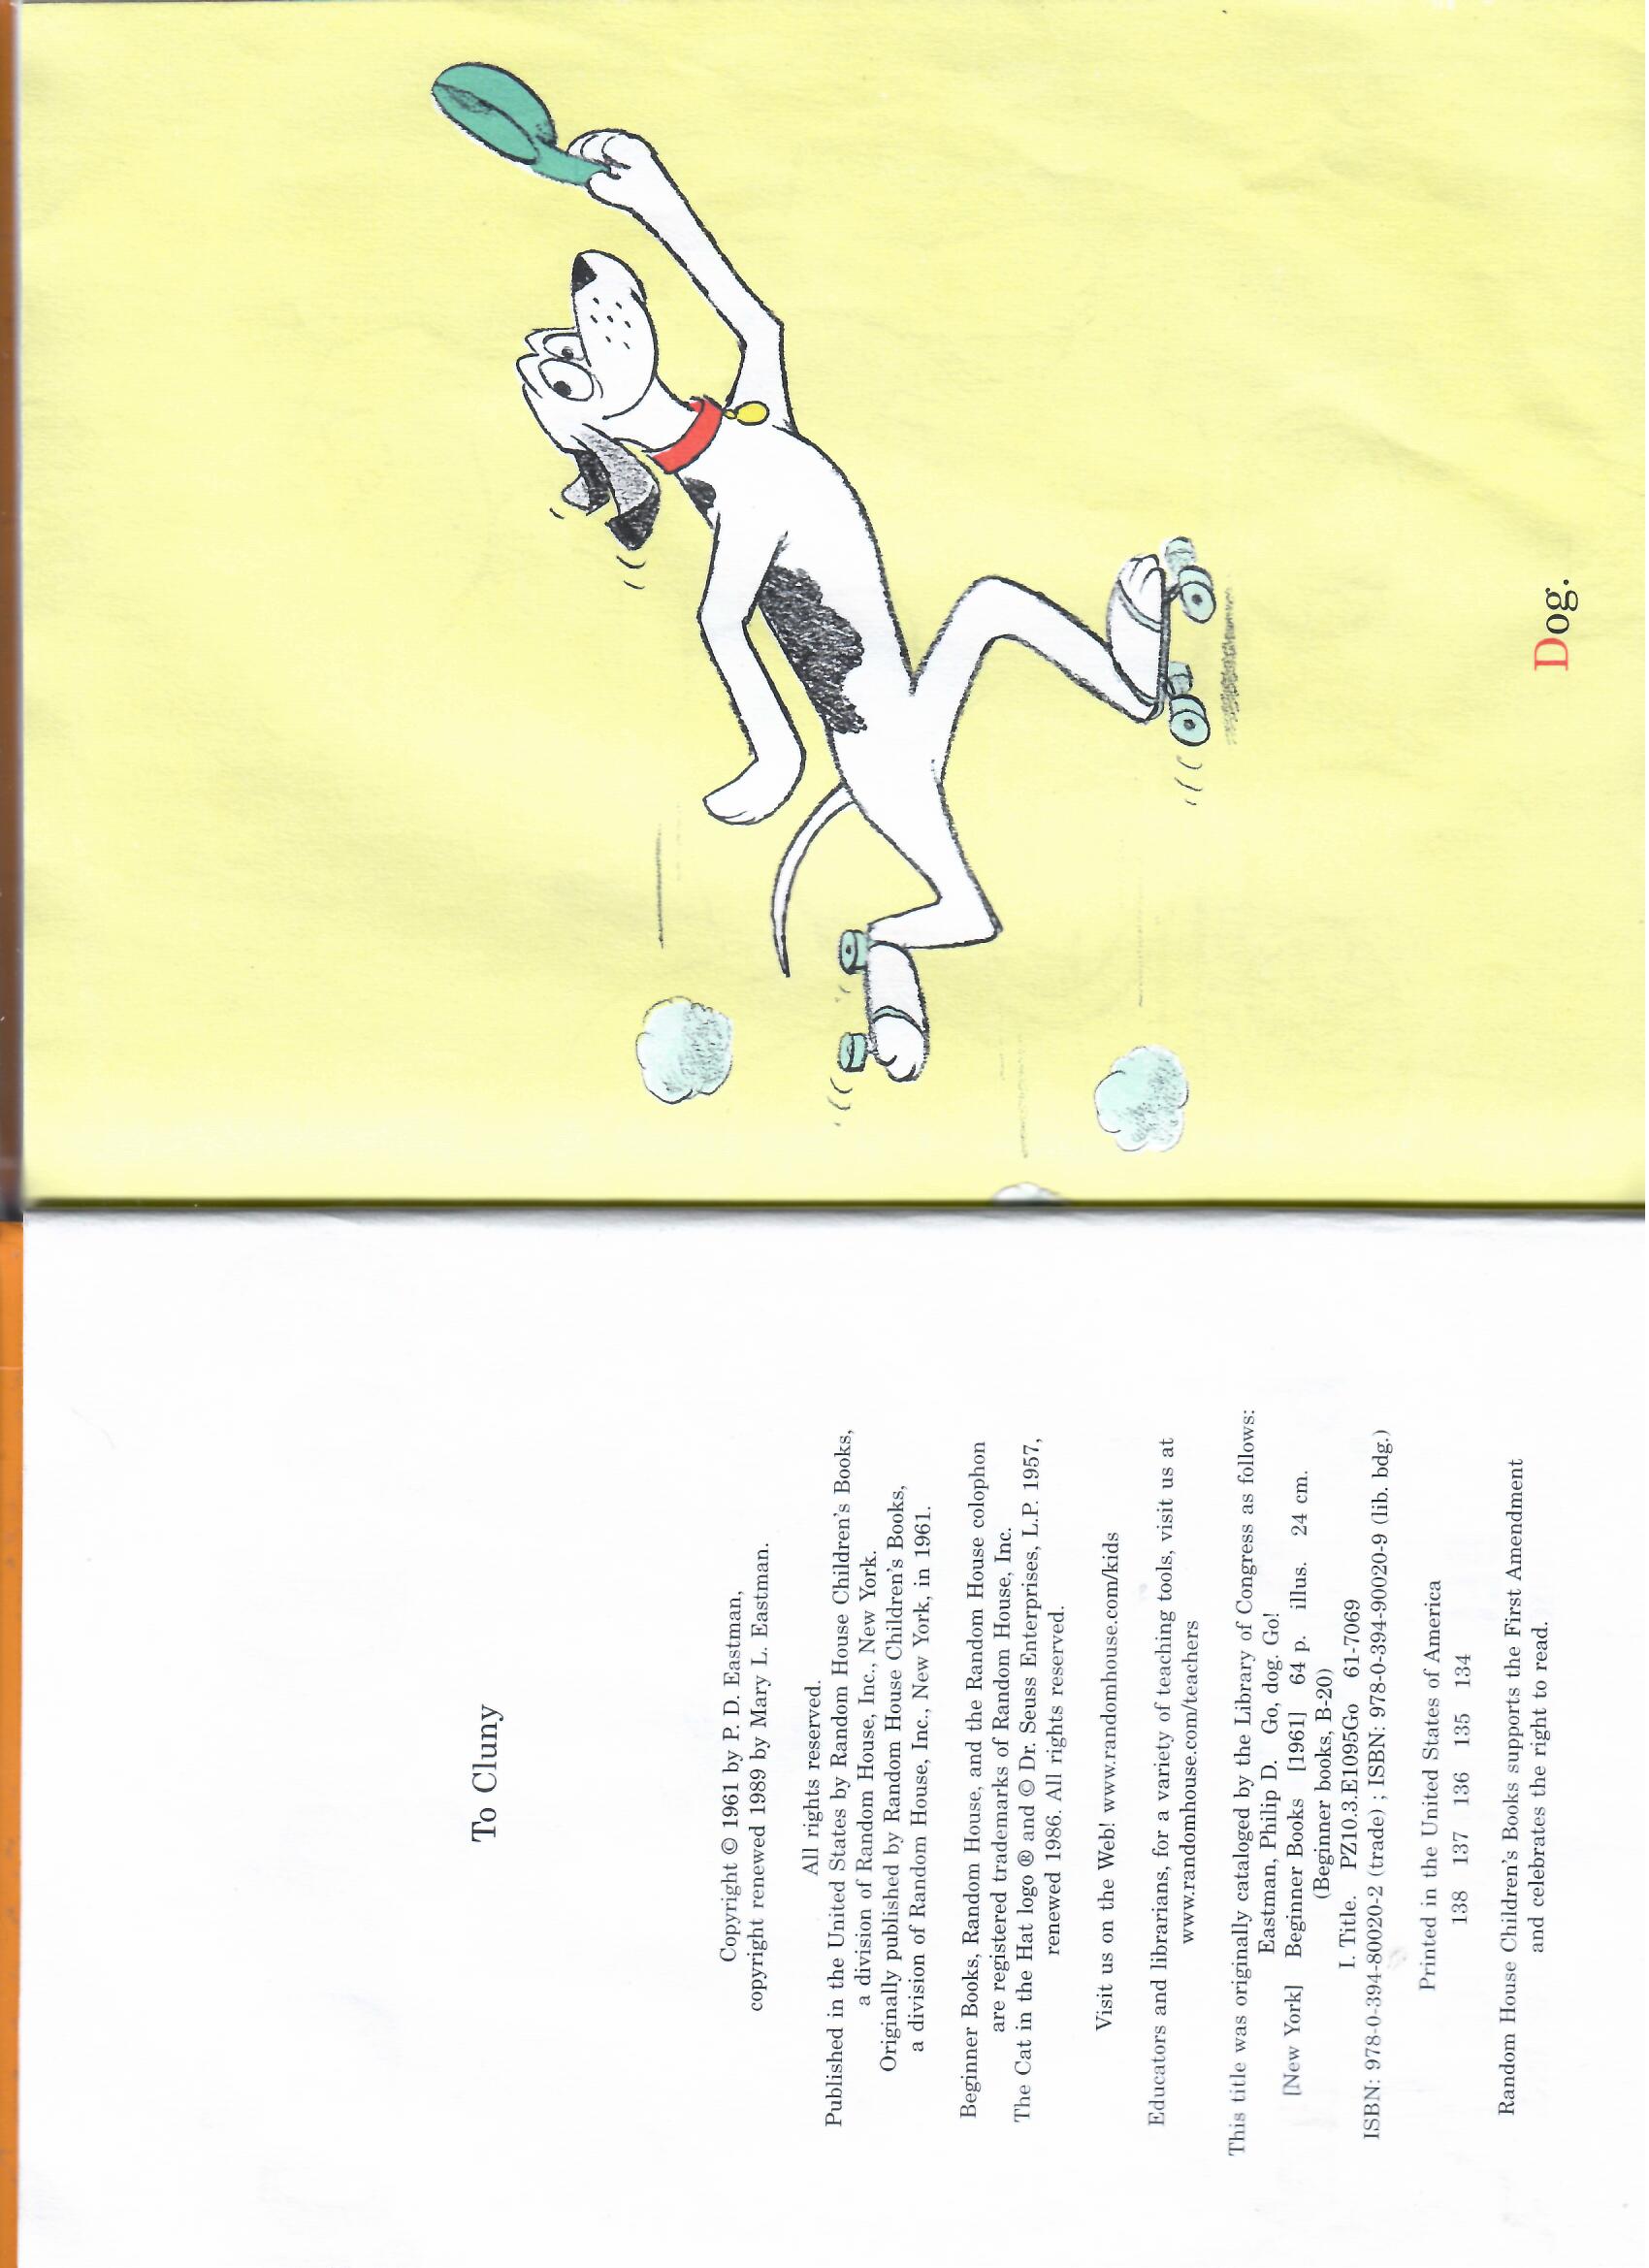 To Cluny
Copyright © 1961 by P. D. Eastman,
copyright renewed 1989 by Mary L. Eastman.
All rights reserved.
Published in the United States by Random House Children's Books,
a division of Random House, Inc., New York.
Originally published by Random House Children's Books,
a division of Random House, Inc., New York, in 1961.
Beginner Books, Random House, and the Random House colophon
are registered trademarks of Random House, Inc.
The Cat in the Hat logo ® and © Dr. Seuss Enterprises, L.P. 1957,
renewed 1986. All rights reserved.
Visit us on the Web! www.randomhouse.com/kids
Educators and librarians, for a variety of teaching tools, visit us at
www.randomhouse.com/teachers
This title was originally cataloged by the Library of Congress as follows:
Eastman, Philip D. Go, dog. Go!
[New York] Beginner Books [1961] 64 p. illus. 24 cm.
(Beginner books, B-20)
I. Title. PZ10.3.E1095Go 61-7069
ISBN: 978-0-394-80020-2 (trade) ; ISBN: 978-0-394-90020-9 (lib. bdg.)
Printed in the United States of America
138 137 136 135 134
Random House Children's Books supports the First Amendment
and celebrates the right to read.
Dog.